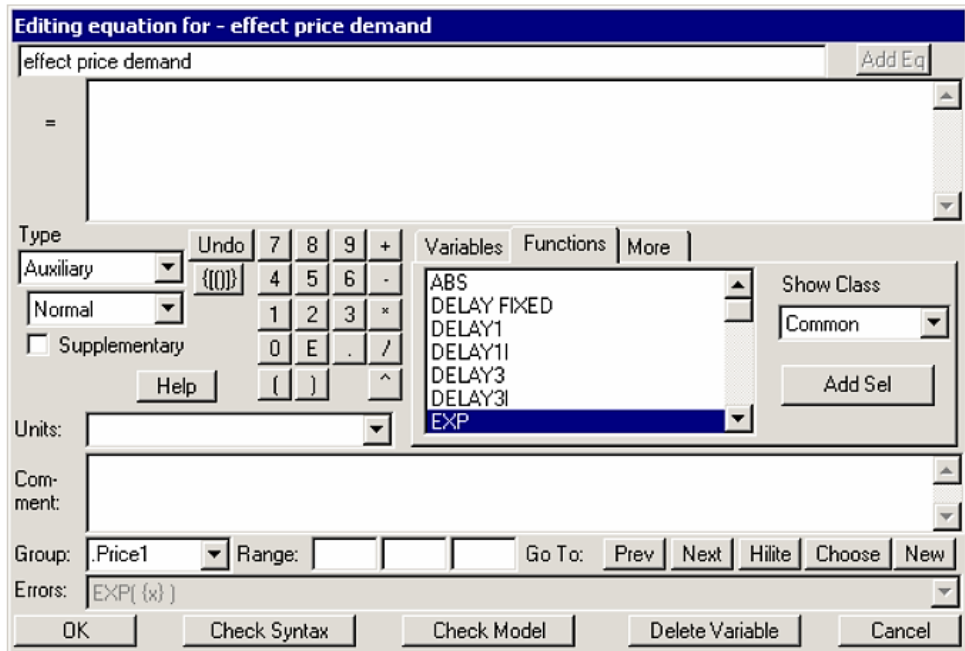 Editing equation for - effect price demand
effect price demand Add Eq
=
Type Undo 7 8 9 + Variables Functions More
Auxiliary {[()]} 4 5 6 - ABS Show Class
DELAY FIXED
Normal 1 2 3 * DELAY1 Common
Supplementary 0 E . / DELAY1I
Help ( ) ^ DELAY3 Add Sel
DELAY3I
Units: EXP
Com-
ment:
Group: .Price1 Range: Go To: Prev Next Hilite Choose New
Errors: EXP( {x} )
OK Check Syntax Check Model Delete Variable Cancel